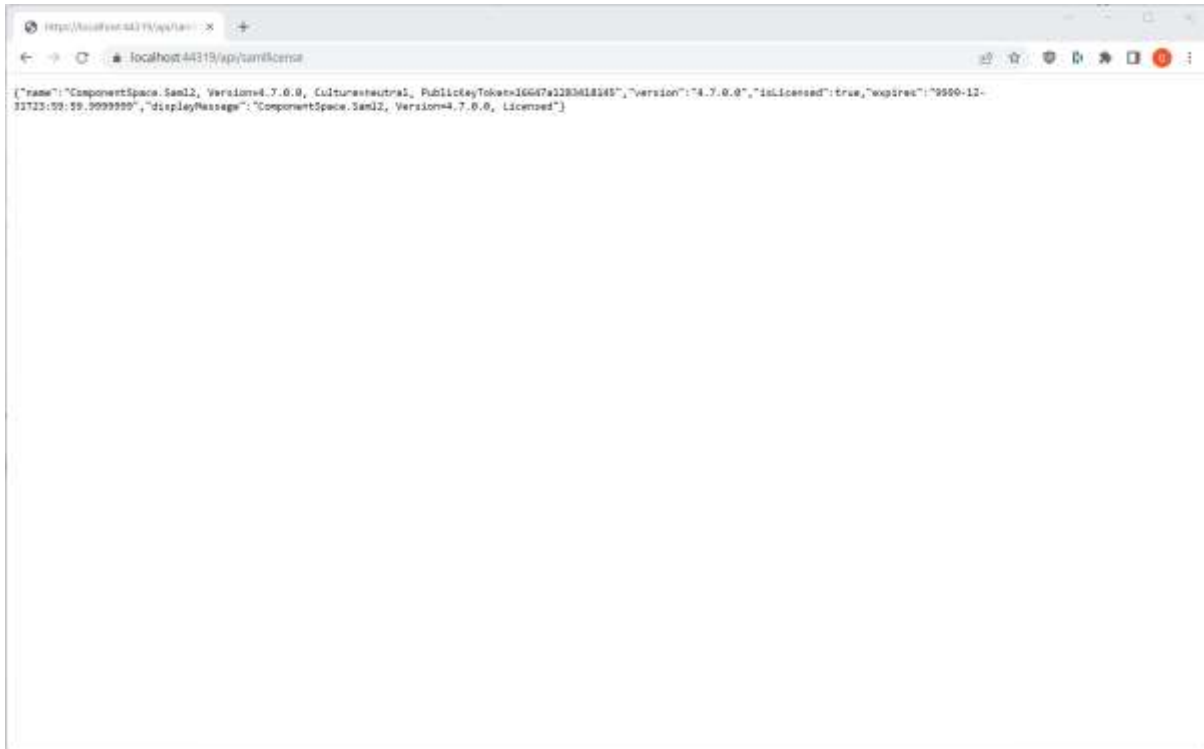 localhost:44319/api/samllicense
{"name":"ComponentSpace.Saml2, Version=4.7.0.0, Culture=neutral, PublicKeyToken=16647a1283418145","version":"4.7.0.0","isLicensed":true,"expires":"9999-12-
31T23:59:59.9999999","displayMessage":"ComponentSpace.Saml2, Version=4.7.0.0, Licensed"}